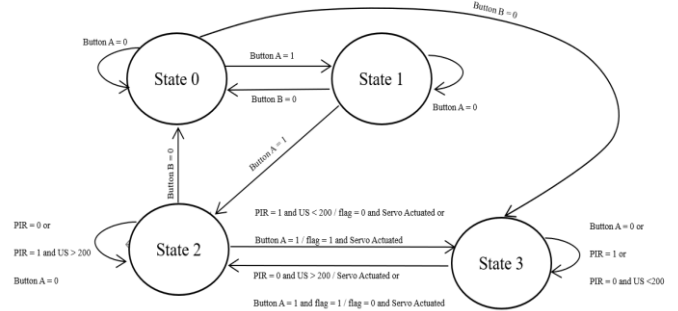 Button B = 0
Button A = 0
Button A = 1
State 0
State 1
Button B = 0
Button A = 0
Button A = 1
Button B = 0
PIR = 1 and US < 200 / flag = 0 and Servo Actuated or
PIR = 0 or
Button A = 0 or
Button A = 1 / flag = 1 and Servo Actuated
PIR = 1 and US > 200
State 2
PIR = 1 or
State 3
PIR = 0 and US > 200 / Servo Actuated or
Button A = 0
PIR = 0 and US <200
Button A = 1 and flag = 1 / flag = 0 and Servo Actuated